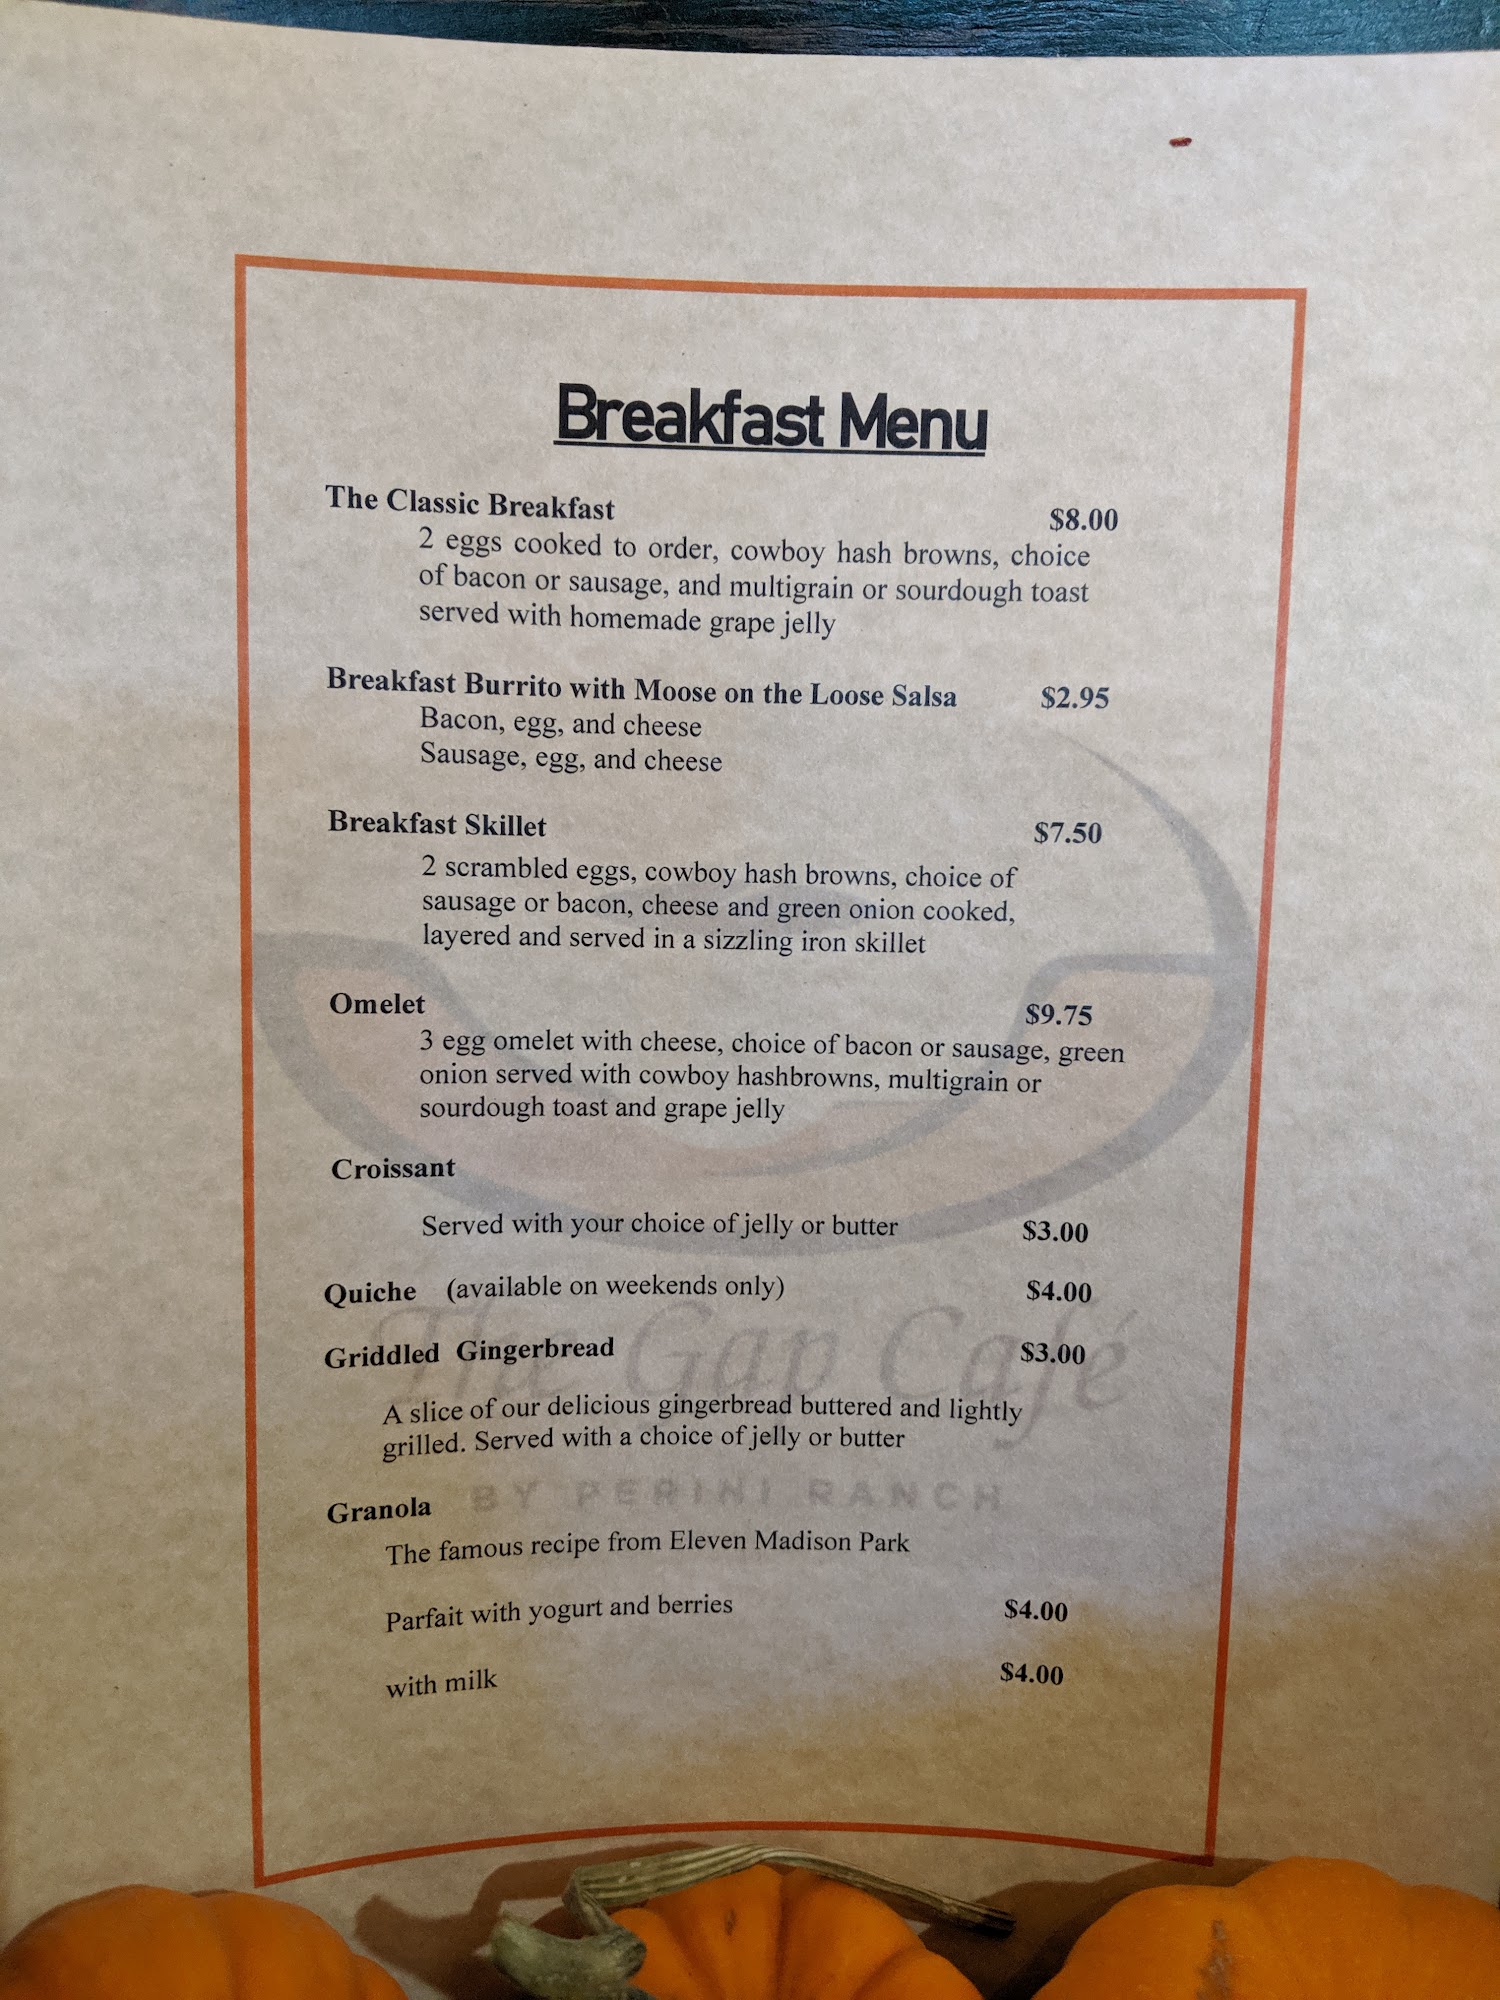 Breakfast Menu
The Classic Breakfast $8.00
2 eggs cooked to order, cowboy hash browns, choice
of bacon or sausage, and multigrain or sourdough toast
served with homemade grape jelly
Breakfast Burrito with Moose on the Loose Salsa $2.95
Bacon, egg, and cheese
Sausage, egg, and cheese
Breakfast Skillet $7.50
2 scrambled eggs, cowboy hash browns, choice of
sausage or bacon, cheese and green onion cooked,
layered and served in a sizzling iron skillet
Omelet $9.75
3 egg omelet with cheese, choice of bacon or sausage, green
onion served with cowboy hashbrowns, multigrain or
sourdough toast and grape jelly
Croissant
Served with your choice of jelly or butter $3.00
Quiche (available on weekends only) $4.00
The Gap Café
Griddled Gingerbread $3.00
A slice of our delicious gingerbread buttered and lightly
grilled. Served with a choice of jelly or butter
BY PERINI RANCH
Granola
The famous recipe from Eleven Madison Park
Parfait with yogurt and berries $4.00
with milk $4.00